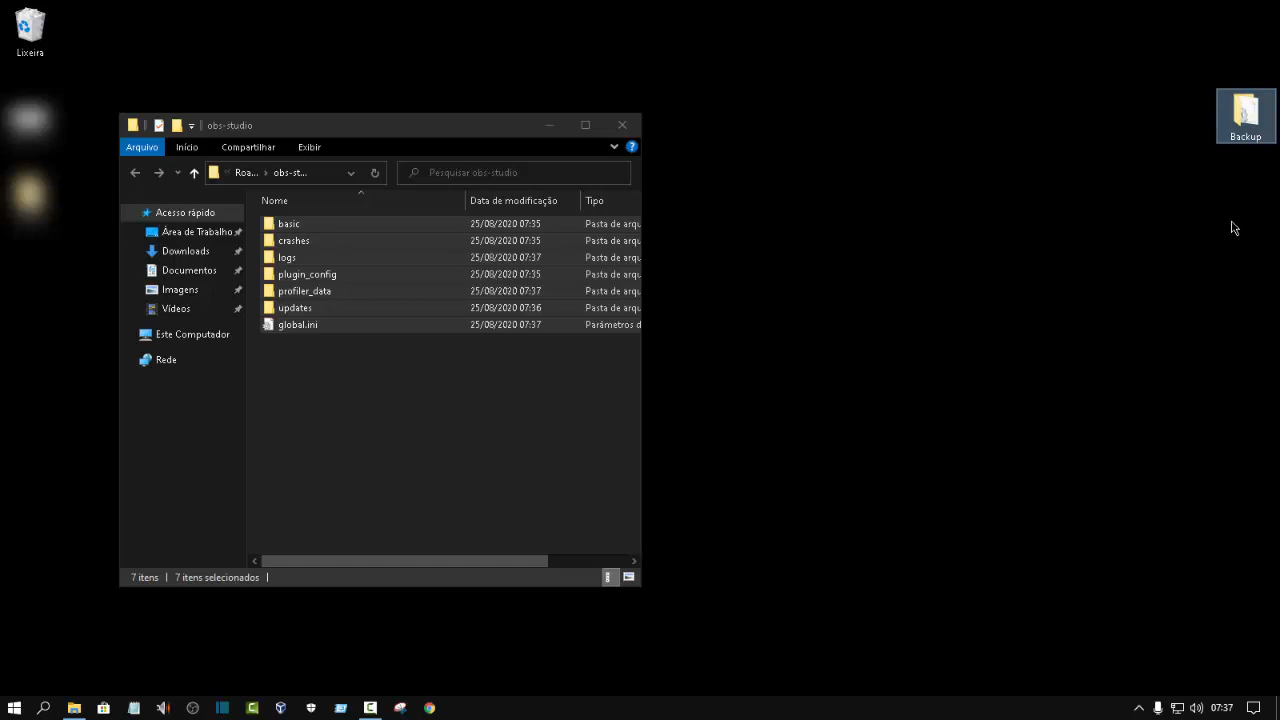 Lixeira
Backup
obs-studio
Arquivo
Início
Compartilhar
Exibir
Roa...
obs-st...
Pesquisar obs-studio
Nome
Data de modificação
Tipo
Acesso rápido
Área de Trabalho
Downloads
Documentos
Imagens
Vídeos
Este Computador
Rede
basic 25/08/2020 07:35 Pasta de arqu
crashes 25/08/2020 07:35 Pasta de arqu
logs 25/08/2020 07:37 Pasta de arqu
plugin_config 25/08/2020 07:35 Pasta de arqu
profiler_data 25/08/2020 07:37 Pasta de arqu
updates 25/08/2020 07:36 Pasta de arqu
global.ini 25/08/2020 07:37 Parâmetros d
7 itens
7 itens selecionados
07:37